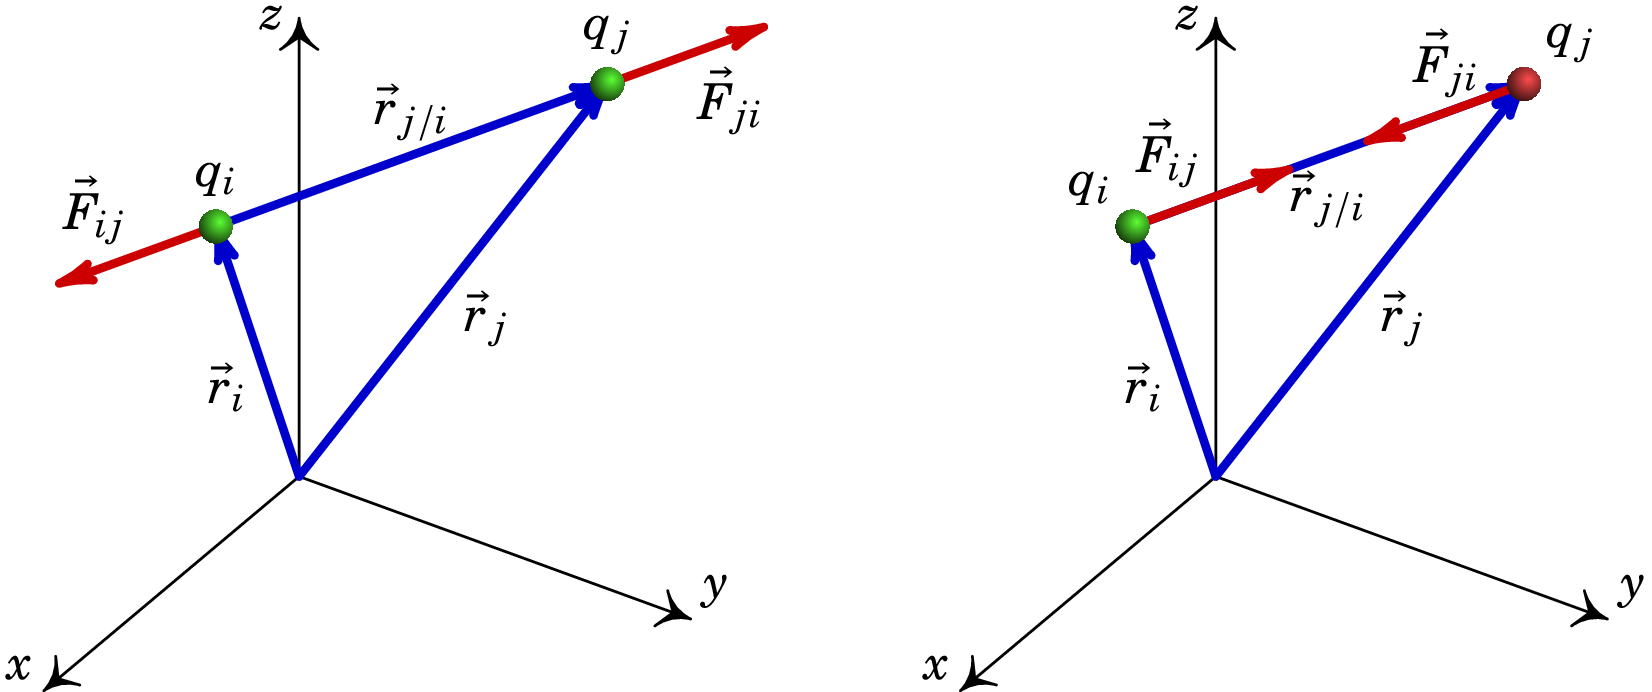 z
q_j
\vec{F}_{ji}
\vec{r}_{j/i}
q_i
\vec{F}_{ij}
\vec{r}_j
\vec{r}_i
y
x
z
q_j
\vec{F}_{ji}
\vec{F}_{ij}
q_i
\vec{r}_{j/i}
\vec{r}_j
\vec{r}_i
y
x